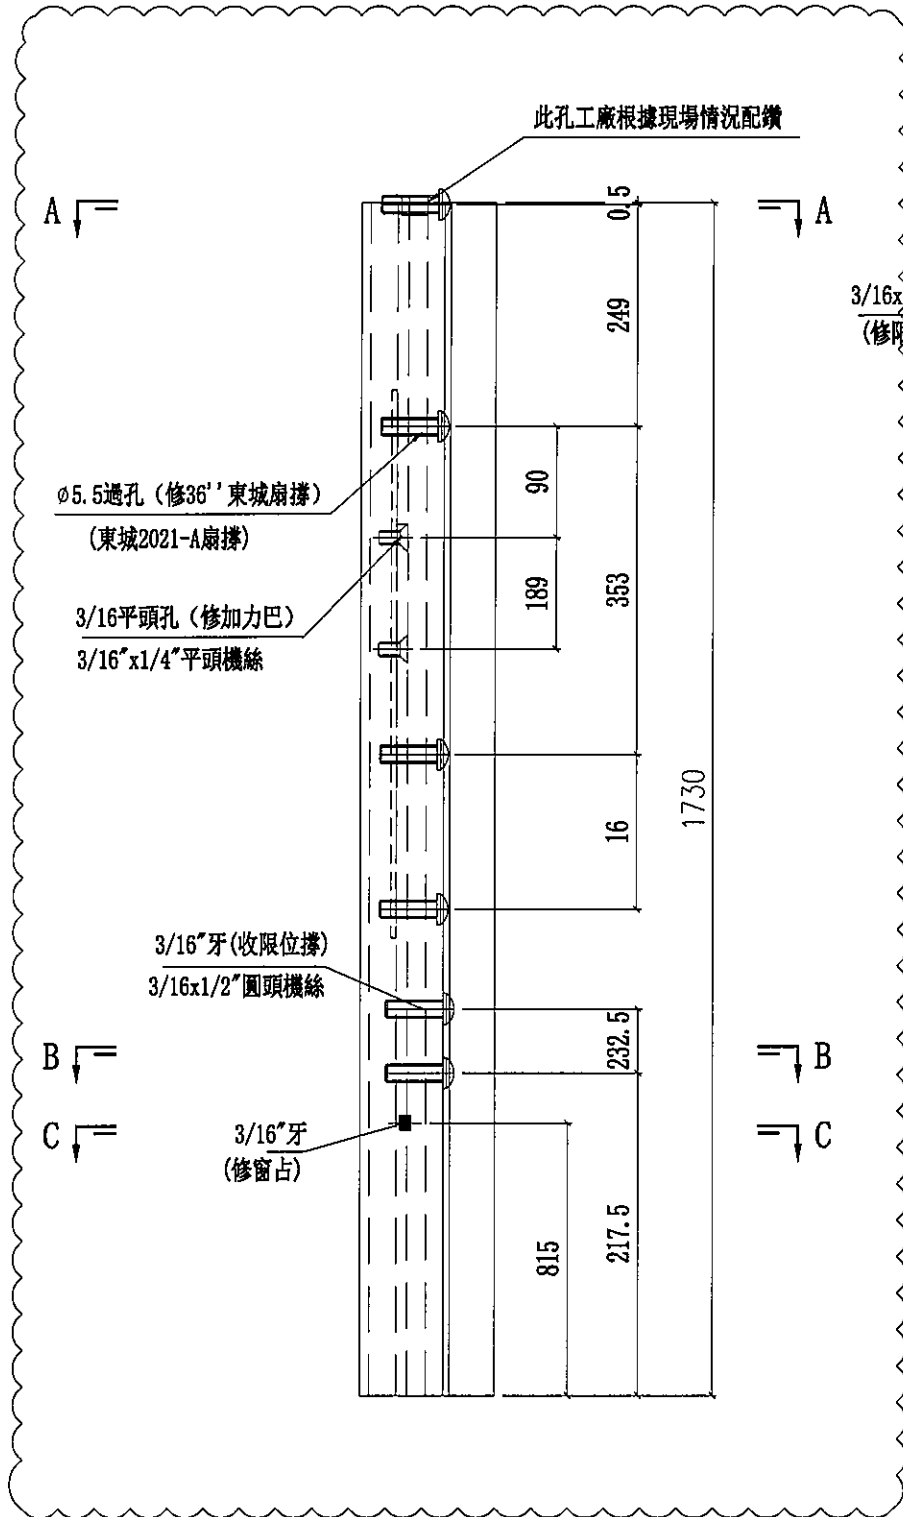 此孔工廠根據現場情況配鑽
A
A
0.5
249
3/16x
(修限
90
ø5.5過孔（修36''東城扇撐）
(東城2021-A扇撐)
189
353
3/16平頭孔（修加力巴）
3/16"x1/4"平頭機絲
1730
16
3/16"牙(收限位撐)
3/16x1/2"圓頭機絲
232.5
B
B
C
C
3/16"牙
(修窗占)
217.5
815